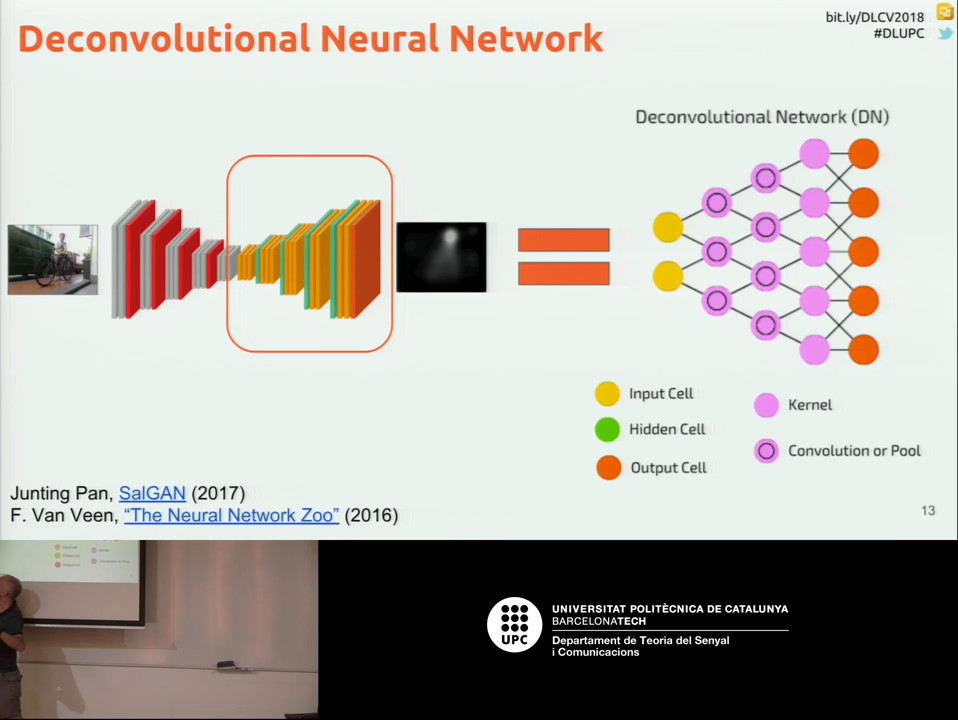 Deconvolutional Neural Network
bit.ly/DLCV2018
#DLUPC
Deconvolutional Network (DN)
Input Cell
Hidden Cell
Output Cell
Kernel
Convolution or Pool
Junting Pan, SalGAN (2017)
F. Van Veen, “The Neural Network Zoo” (2016)
13
UPC
UNIVERSITAT POLITÈCNICA DE CATALUNYA
BARCELONATECH
Departament de Teoria del Senyal
i Comunicacions